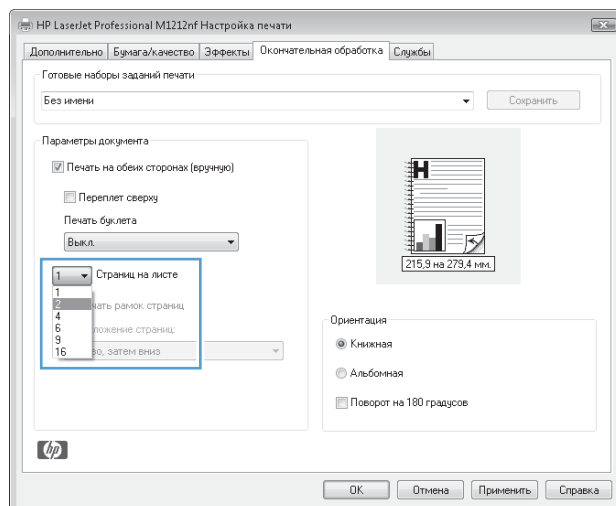 HP LaserJet Professional M1212nf Настройка печати
Дополнительно Бумага/качество Эффекты Окончательная обработка Службы
Готовые наборы заданий печати
Без имени
Сохранить
Параметры документа
Печать на обеих сторонах (вручную)
Переплет сверху
Печать буклета
Выкл.
1 Страниц на листе
1
2
4
6
9
16
чать рамок страниц
ложение страниц:
во, затем вниз
H
215,9 на 279,4 мм.
Ориентация
Книжная
Альбомная
Поворот на 180 градусов
hp
OK Отмена Применить Справка